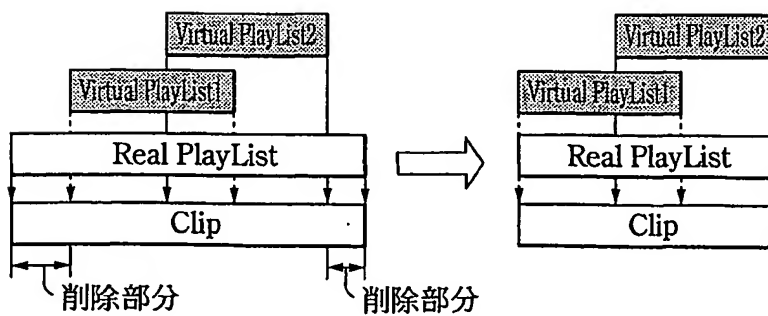 Virtual PlayList2
Virtual PlayList1
Real PlayList
Clip
削除部分
削除部分
Virtual PlayList2
Virtual PlayList1
Real PlayList
Clip